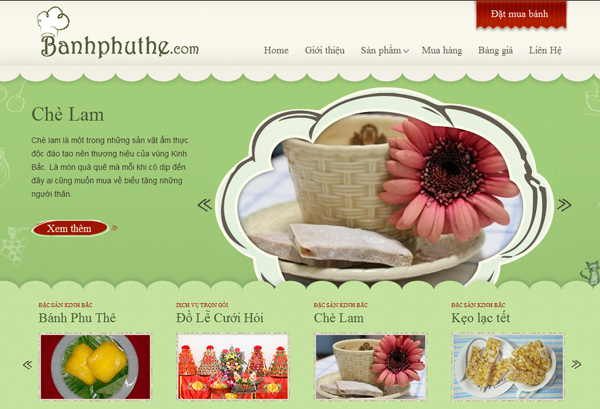 Đặt mua bánh
Banhphuthe.com
Home Giới thiệu Sản phẩm Mua hàng Bảng giá Liên Hệ
Chè Lam
Chè lam là một trong những sản vật ẩm thực
độc đáo tạo nên thương hiệu của vùng Kinh
Bắc. Là món quà quê mà mỗi khi có dịp đến
đây ai cũng muốn mua về biếu tặng những
người thân.
Xem thêm
ĐẶC SẢN KINH BẮC
Bánh Phu Thê
DỊCH VỤ TRỌN GÓI
Đồ Lễ Cưới Hỏi
ĐẶC SẢN KINH BẮC
Chè Lam
ĐẶC SẢN KINH BẮC
Kẹo lạc tết